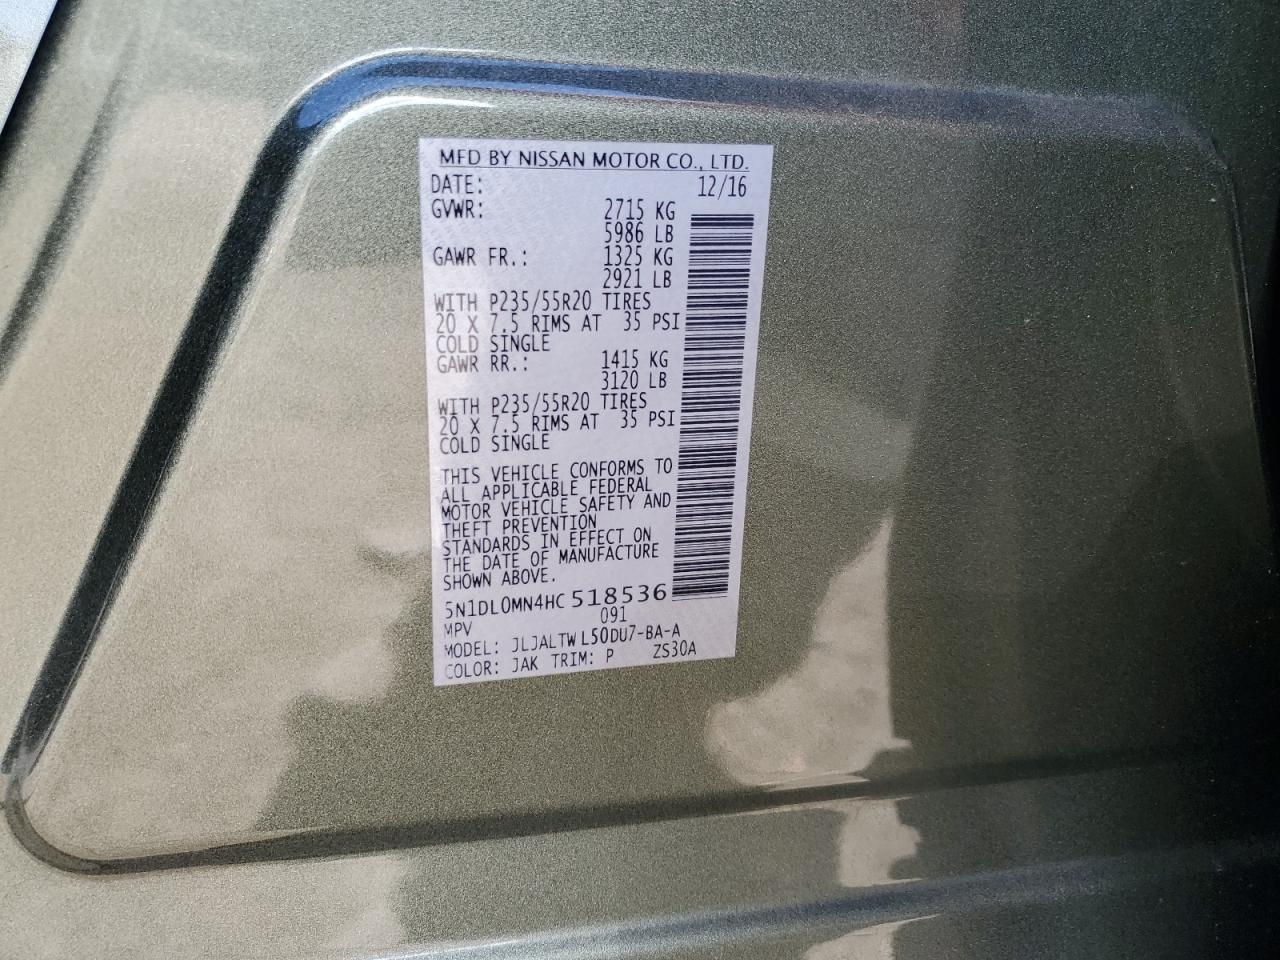 MFD BY NISSAN MOTOR CO., LTD.
DATE: 12/16
GVWR: 2715 KG
5986 LB
GAWR FR.: 1325 KG
2921 LB
WITH P235/55R20 TIRES
20 X 7.5 RIMS AT 35 PSI
COLD SINGLE
GAWR RR.: 1415 KG
3120 LB
WITH P235/55R20 TIRES
20 X 7.5 RIMS AT 35 PSI
COLD SINGLE
THIS VEHICLE CONFORMS TO
ALL APPLICABLE FEDERAL
MOTOR VEHICLE SAFETY AND
THEFT PREVENTION
STANDARDS IN EFFECT ON
THE DATE OF MANUFACTURE
SHOWN ABOVE.
5N1DL0MN4HC 518536
MPV 091
MODEL: JLJALTW L50DU7-BA-A
COLOR: JAK TRIM: P ZS30A